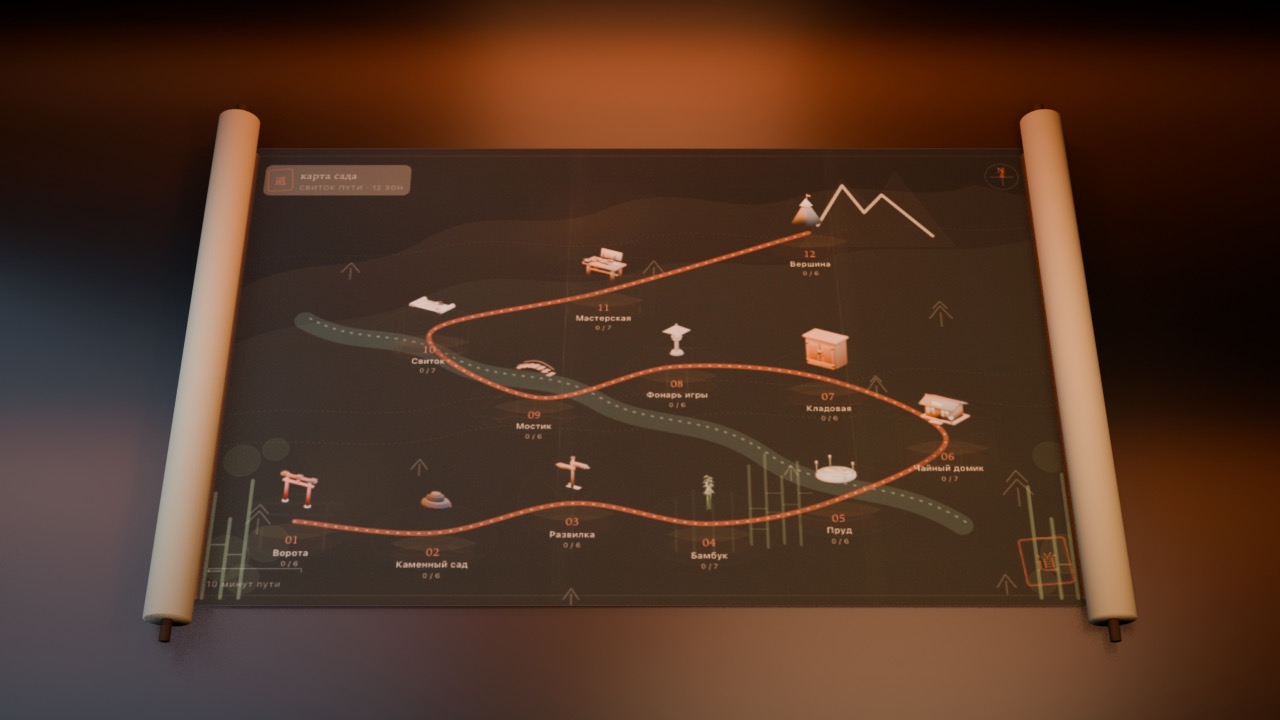 道
карта сада
СВИТОК ПУТИ · 12 ЗОН
12
Вершина
0 / 6
11
Мастерская
0 / 7
10
Свиток
0 / 7
08
Фонарь игры
0 / 6
07
Кладовая
0 / 6
09
Мостик
0 / 6
06
Чайный домик
0 / 7
01
Ворота
0 / 6
02
Каменный сад
0 / 6
03
Развилка
0 / 6
04
Бамбук
0 / 7
05
Пруд
0 / 6
10 минут пути
道